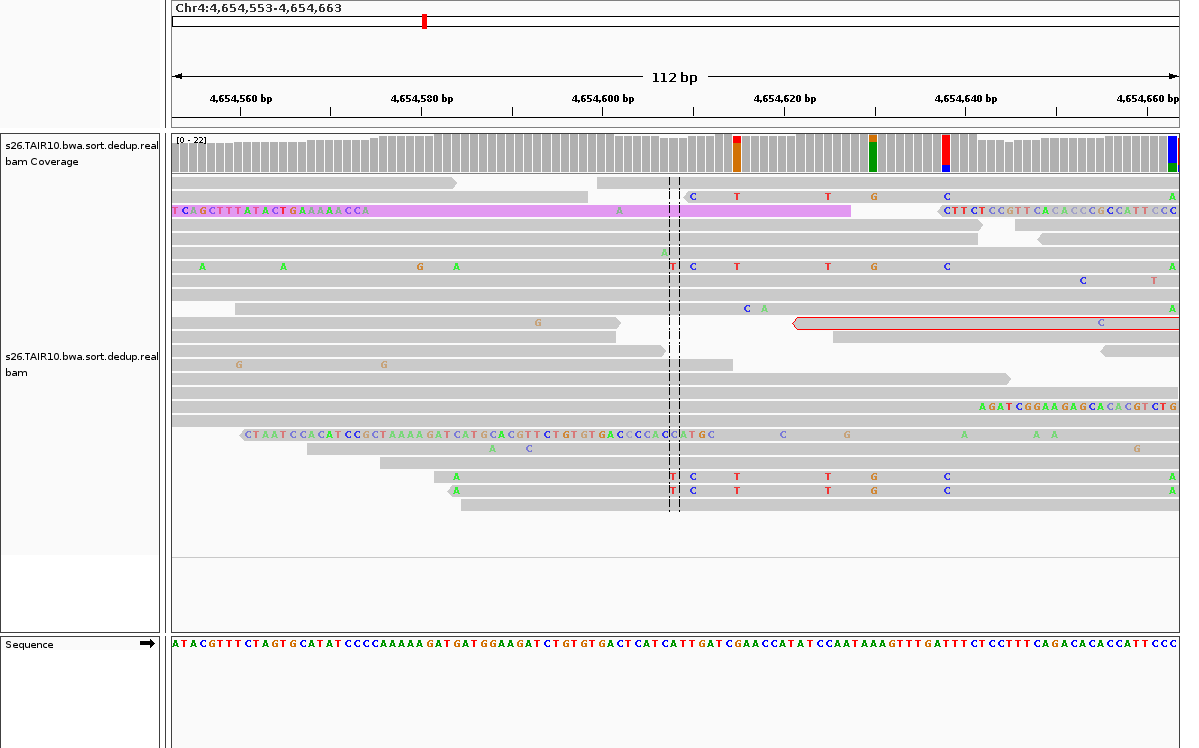 Chr4:4,654,553-4,654,663
112 bp
4,654,560 bp 4,654,580 bp 4,654,600 bp 4,654,620 bp 4,654,640 bp 4,654,660 bp
s26.TAIR10.bwa.sort.dedup.real
bam Coverage
[0 - 22]
C T T G C A
TCAGCTTTATACTGAAAAACCA A CTTCTCCGTTCACACCCGCCATTCCC
A
A A G A T C T T G C A
C T
C A A
G C
s26.TAIR10.bwa.sort.dedup.real
bam
G G
AGATCGGAAGAGCACACGTCTG
CTAATCCACATCCGCTAAAAGATCATGCACGTTCTGTGTGACCCCACCATGC C G A A A
A C G
A T C T T G C A
A T C T T G C A
Sequence
ATACGTTTCTAGTGCATATCCCCAAAAAGATGATGGAAGATCTGTGTGACTCATCATTGATCGAACCATATCCAATAAAGTTTGATTTCTCCTTTCAGACACACCATTCCC